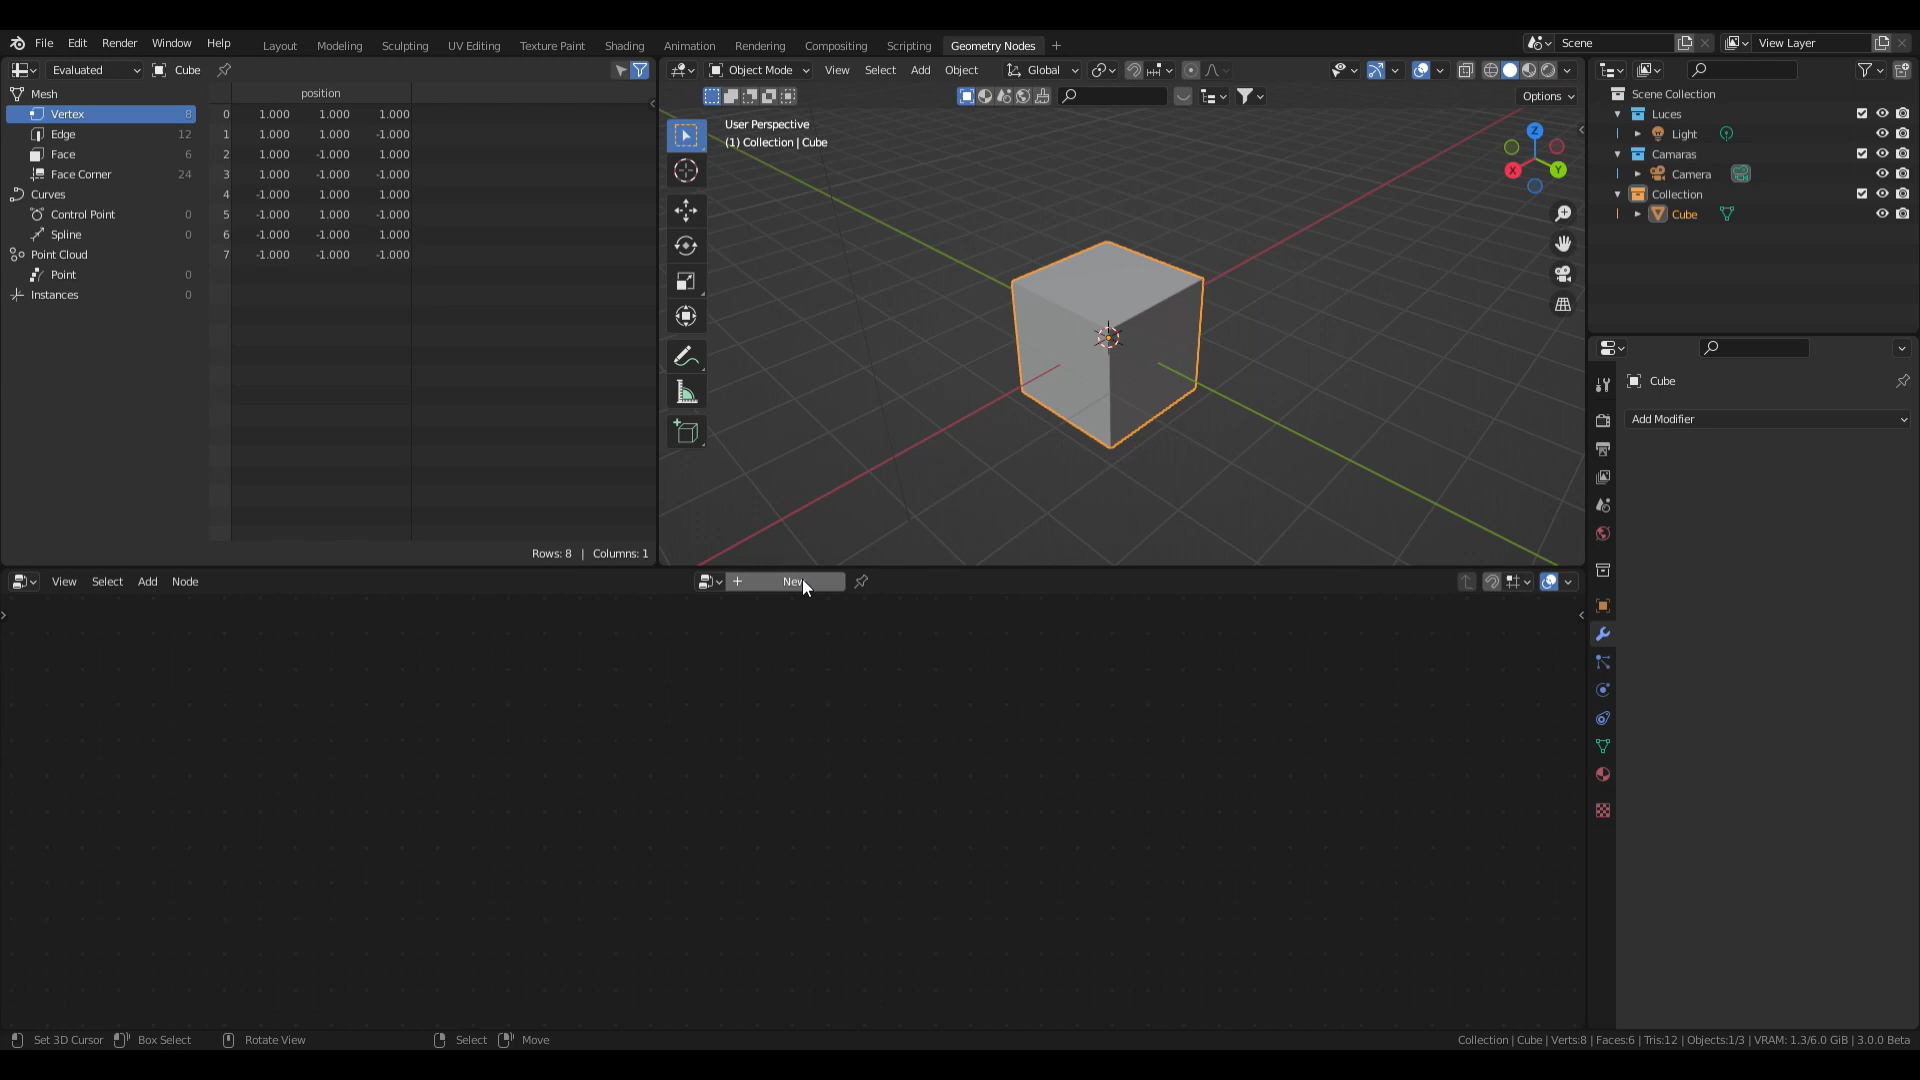 File Edit Render Window Help Layout Modeling Sculpting UV Editing Texture Paint Shading Animation Rendering Compositing Scripting Geometry Nodes + Scene View Layer
Evaluated Cube
Mesh
Vertex 8
Edge 12
Face 6
Face Corner 24
Curves
Control Point 0
Spline 0
Point Cloud
Point 0
Instances 0
position
0 1.000 1.000 1.000
1 1.000 1.000 -1.000
2 1.000 -1.000 1.000
3 1.000 -1.000 -1.000
4 -1.000 1.000 1.000
5 -1.000 1.000 -1.000
6 -1.000 -1.000 1.000
7 -1.000 -1.000 -1.000
Rows: 8 | Columns: 1
Object Mode View Select Add Object Global
Options
User Perspective
(1) Collection | Cube
Z
X
Y
Scene Collection
Luces
Light
Camaras
Camera
Collection
Cube
Cube
Add Modifier
View Select Add Node + New
Set 3D Cursor Box Select Rotate View Select Move Collection | Cube | Verts:8 | Faces:6 | Tris:12 | Objects:1/3 | VRAM: 1.3/6.0 GiB | 3.0.0 Beta